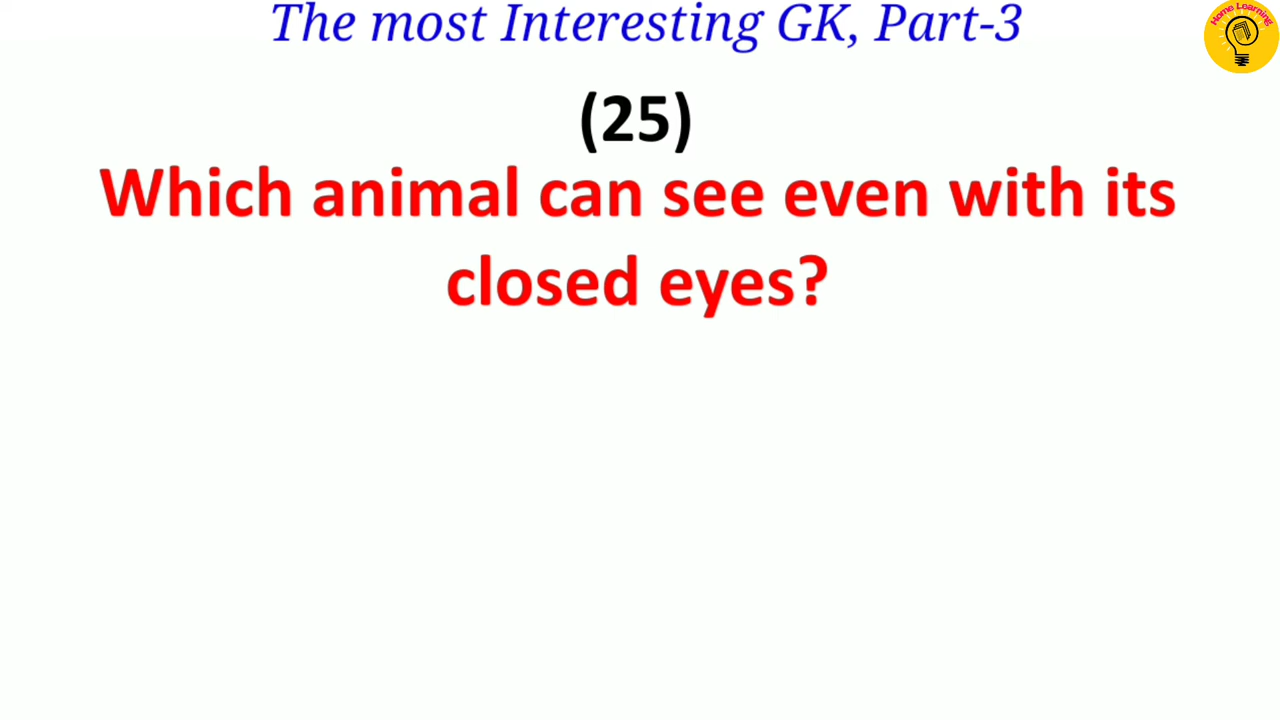 The most Interesting GK, Part-3
Home Learning
(25)
Which animal can see even with its
closed eyes?